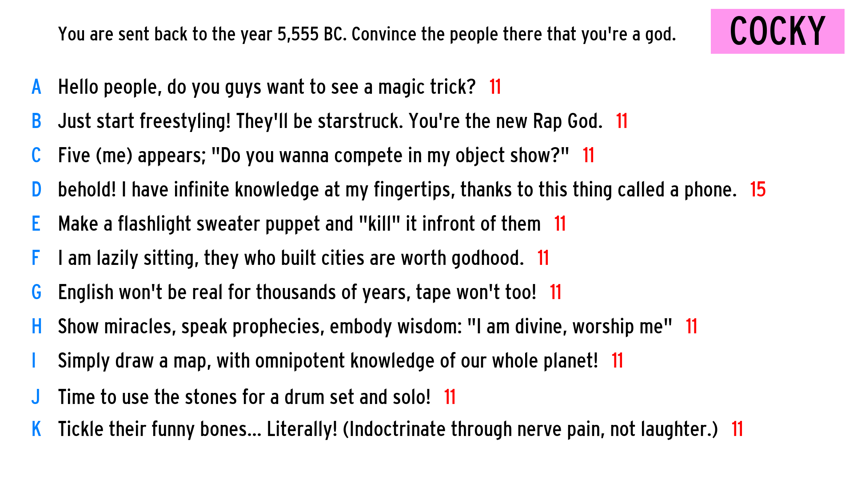 You are sent back to the year 5,555 BC. Convince the people there that you're a god.
COCKY
A Hello people, do you guys want to see a magic trick? 11
B Just start freestyling! They'll be starstruck. You're the new Rap God. 11
C Five (me) appears; "Do you wanna compete in my object show?" 11
D behold! I have infinite knowledge at my fingertips, thanks to this thing called a phone. 15
E Make a flashlight sweater puppet and "kill" it infront of them 11
F I am lazily sitting, they who built cities are worth godhood. 11
G English won't be real for thousands of years, tape won't too! 11
H Show miracles, speak prophecies, embody wisdom: "I am divine, worship me" 11
I Simply draw a map, with omnipotent knowledge of our whole planet! 11
J Time to use the stones for a drum set and solo! 11
K Tickle their funny bones... Literally! (Indoctrinate through nerve pain, not laughter.) 11